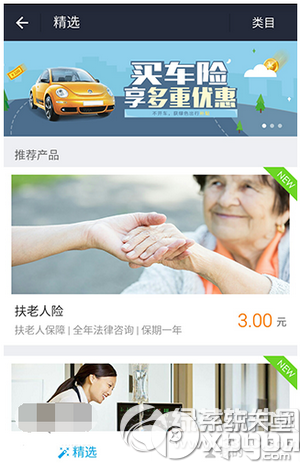 精选
类目
买车险
享多重优惠
推荐产品
NEW
扶老人险
3.00 元
扶老人保障 | 全年法律咨询 | 保期一年
NEW
精选